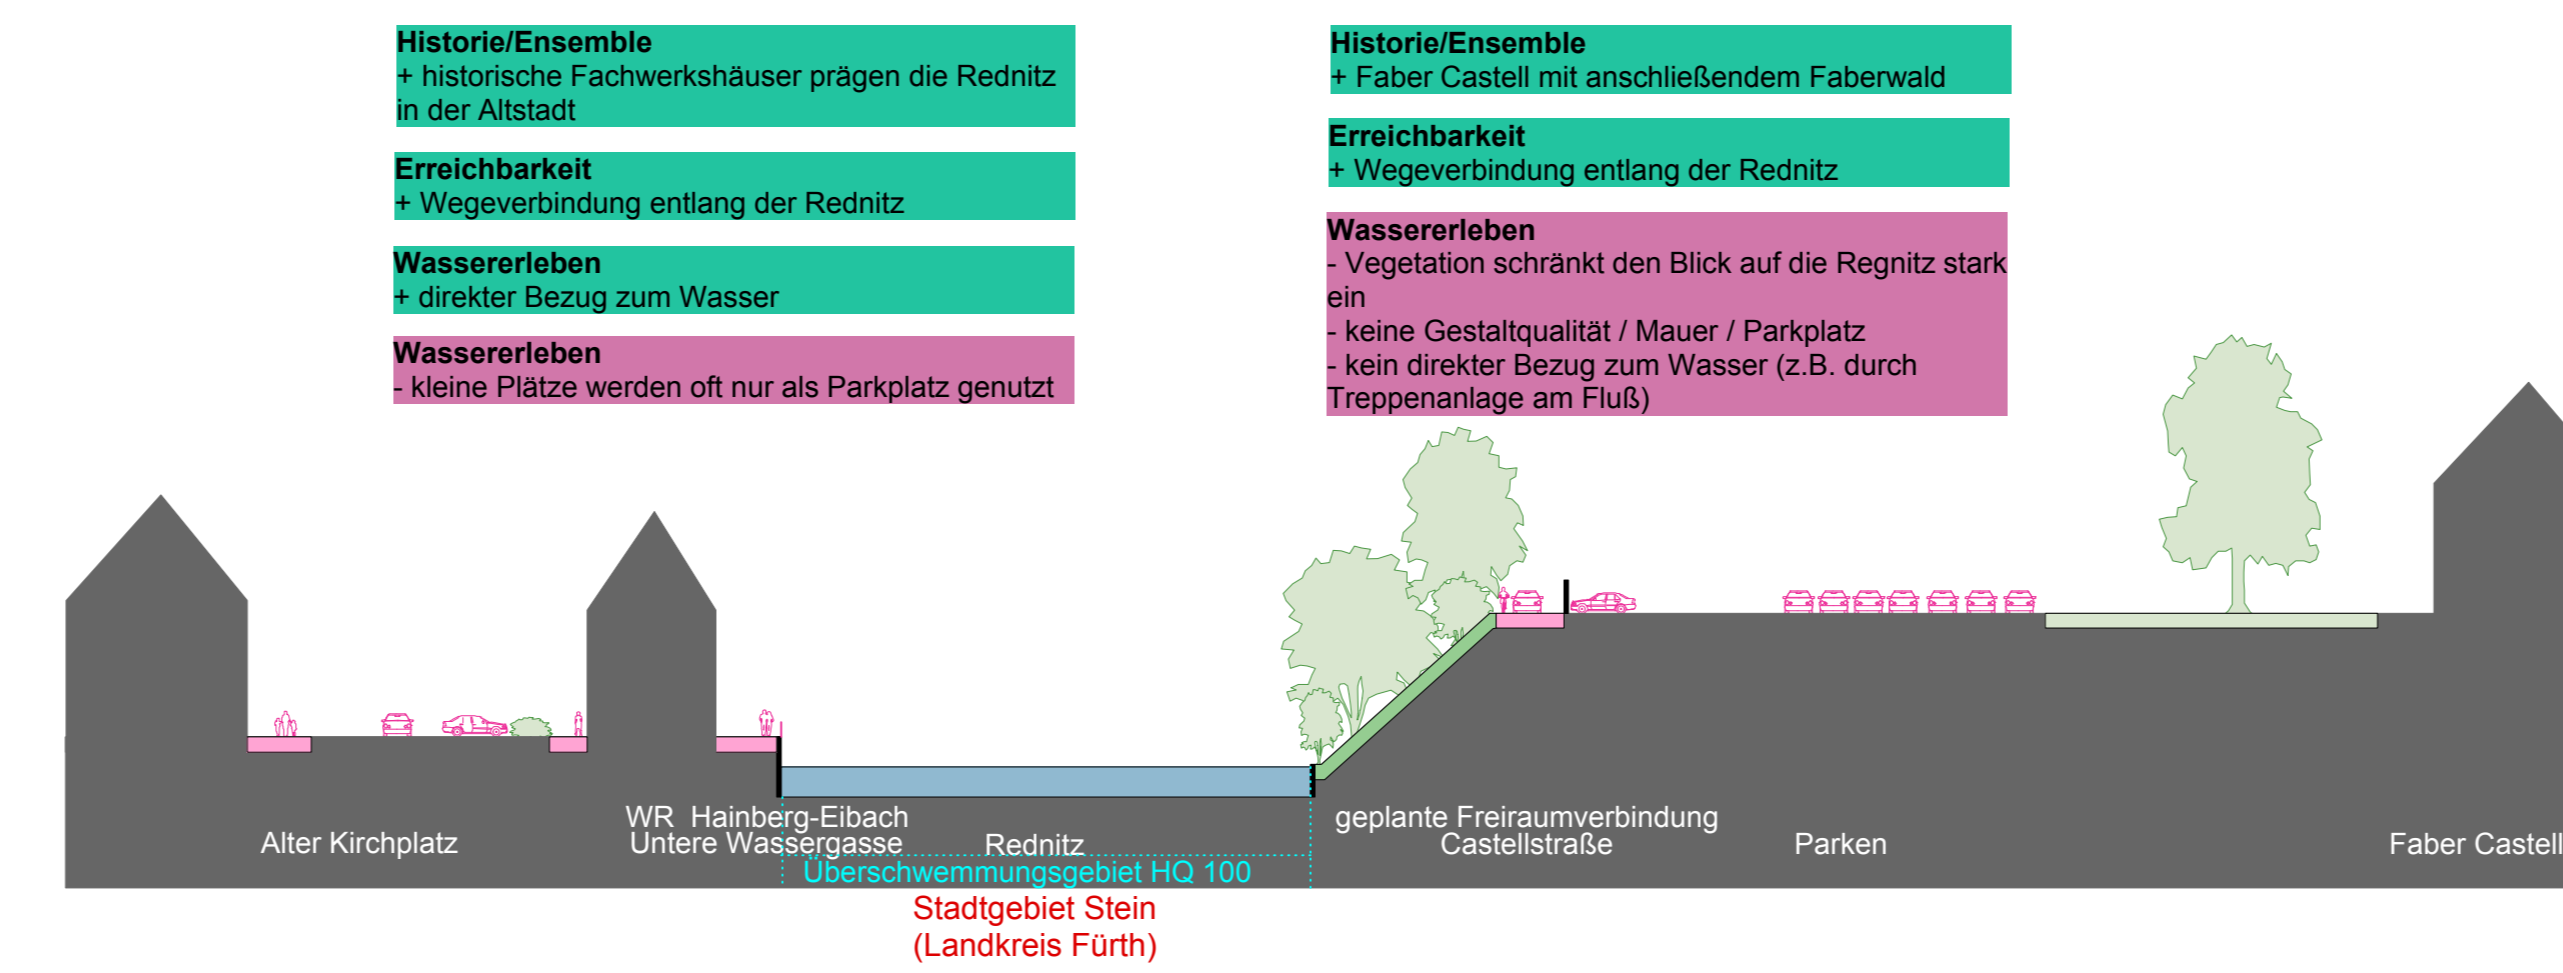 Historie/Ensemble
+ historische Fachwerkshäuser prägen die Rednitz
in der Altstadt
Erreichbarkeit
+ Wegeverbindung entlang der Rednitz
Wassererleben
+ direkter Bezug zum Wasser
Wassererleben
- kleine Plätze werden oft nur als Parkplatz genutzt
Historie/Ensemble
+ Faber Castell mit anschließendem Faberwald
Erreichbarkeit
+ Wegeverbindung entlang der Rednitz
Wassererleben
- Vegetation schränkt den Blick auf die Regnitz stark
ein
- keine Gestaltqualität / Mauer / Parkplatz
- kein direkter Bezug zum Wasser (z.B. durch
Treppenanlage am Fluß)
Alter Kirchplatz
WR Hainberg-Eibach
Untere Wassergasse
Rednitz
geplante Freiraumverbindung
Castellstraße
Parken
Faber Castell
Überschwemmungsgebiet HQ 100
Stadtgebiet Stein
(Landkreis Fürth)